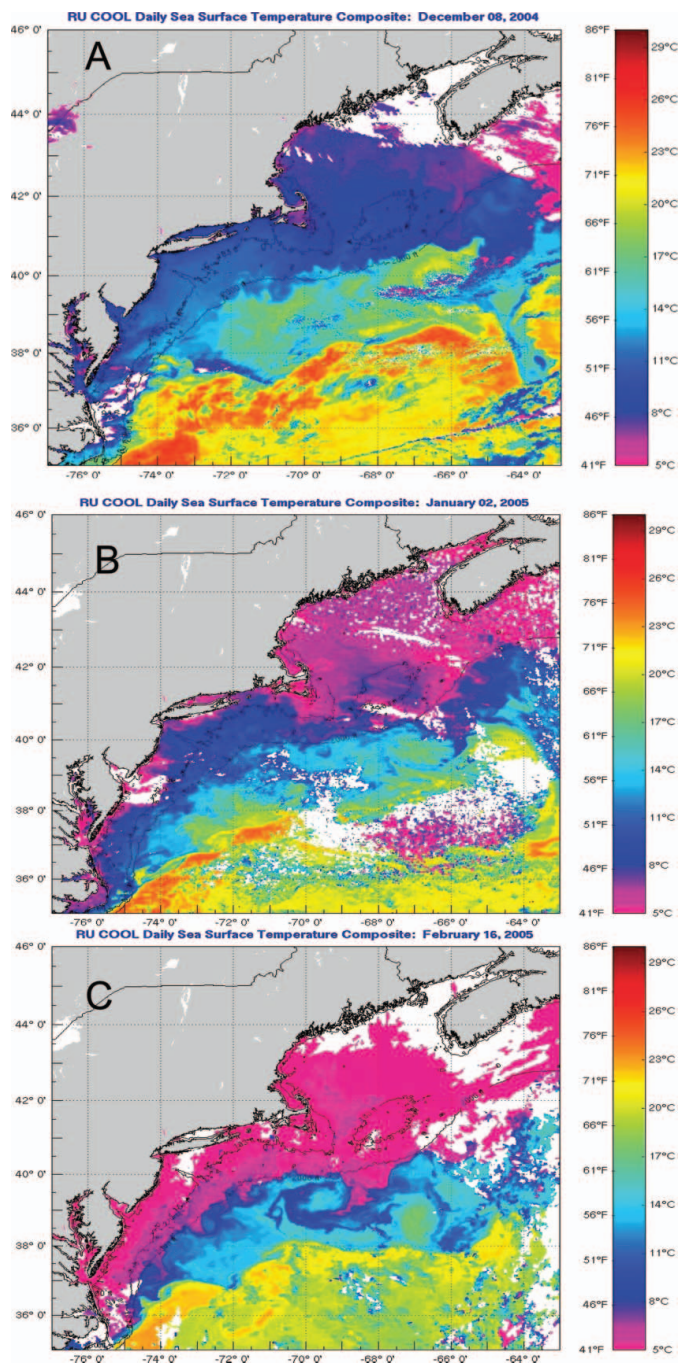 RU COOL Daily Sea Surface Temperature Composite: December 08, 2004
A
46° 0'
44° 0'
42° 0'
40° 0'
38° 0'
36° 0'
-76° 0' -74° 0' -72° 0' -70° 0' -68° 0' -66° 0' -64° 0'
86°F
81°F
76°F
71°F
66°F
61°F
56°F
51°F
46°F
41°F
29°C
26°C
23°C
20°C
17°C
14°C
11°C
8°C
5°C
RU COOL Daily Sea Surface Temperature Composite: January 02, 2005
B
46° 0'
44° 0'
42° 0'
40° 0'
38° 0'
36° 0'
-76° 0' -74° 0' -72° 0' -70° 0' -68° 0' -66° 0' -64° 0'
86°F
81°F
76°F
71°F
66°F
61°F
56°F
51°F
46°F
41°F
29°C
26°C
23°C
20°C
17°C
14°C
11°C
8°C
5°C
RU COOL Daily Sea Surface Temperature Composite: February 16, 2005
C
46° 0'
44° 0'
42° 0'
40° 0'
38° 0'
36° 0'
-76° 0' -74° 0' -72° 0' -70° 0' -68° 0' -66° 0' -64° 0'
86°F
81°F
76°F
71°F
66°F
61°F
56°F
51°F
46°F
41°F
29°C
26°C
23°C
20°C
17°C
14°C
11°C
8°C
5°C